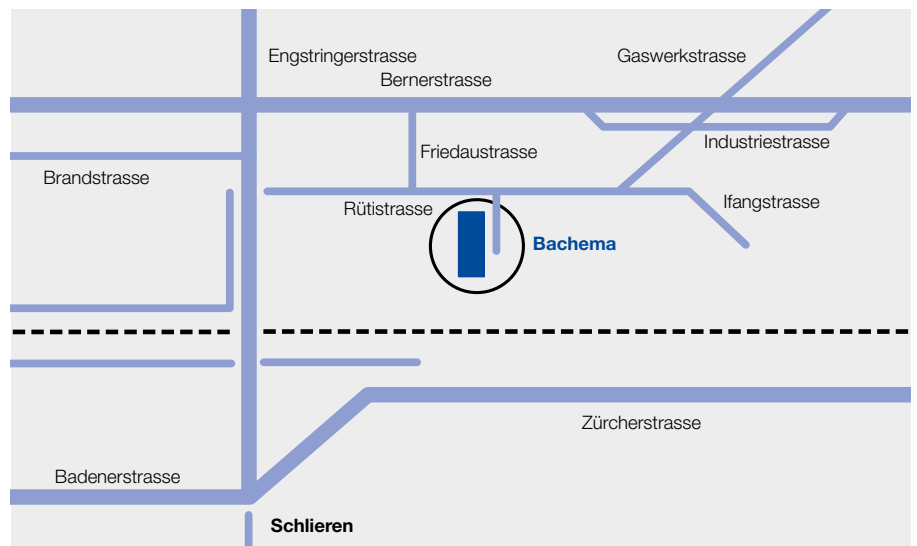 Engstringerstrasse
Gaswerkstrasse
Bernerstrasse
Industriestrasse
Friedaustrasse
Brandstrasse
Rütistrasse
Ifangstrasse
Bachema
Zürcherstrasse
Badenerstrasse
Schlieren